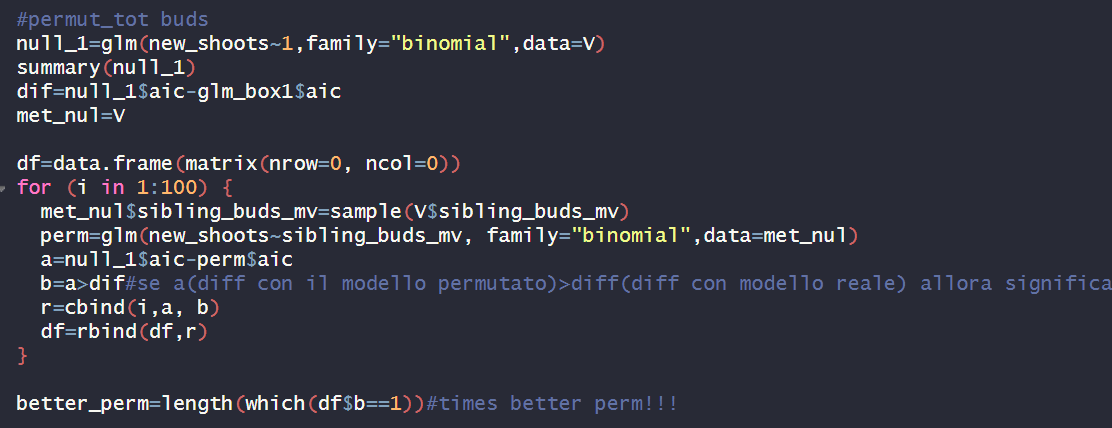 #permut_tot buds
null_1=glm(new_shoots~1,family="binomial",data=V)
summary(null_1)
dif=null_1$aic-glm_box1$aic
met_nul=V
df=data.frame(matrix(nrow=0, ncol=0))
for (i in 1:100) {
  met_nul$sibling_buds_mv=sample(V$sibling_buds_mv)
  perm=glm(new_shoots~sibling_buds_mv, family="binomial",data=met_nul)
  a=null_1$aic-perm$aic
  b=a>dif#se a(diff con il modello permutato)>diff(diff con modello reale) allora significa
  r=cbind(i,a, b)
  df=rbind(df,r)
}
better_perm=length(which(df$b==1))#times better perm!!!